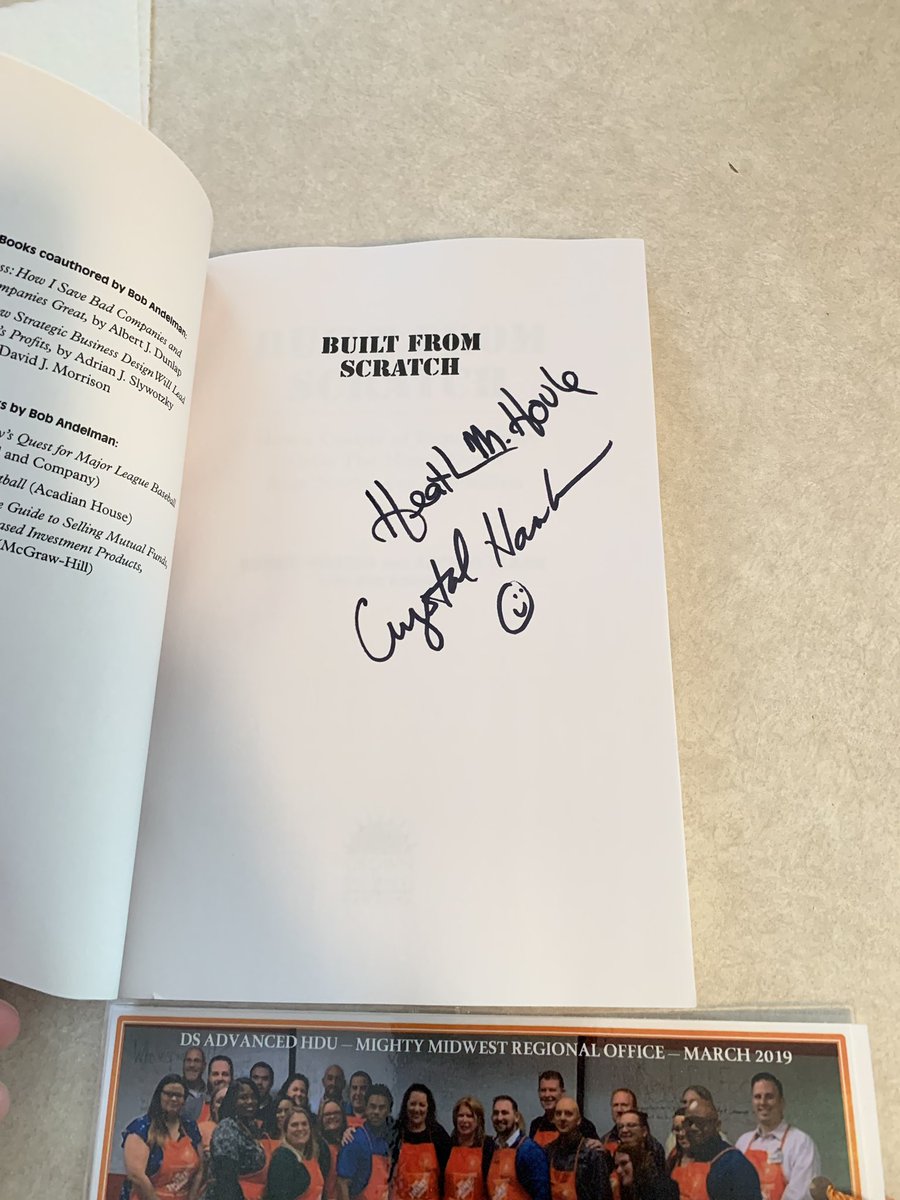 Books coauthored by Bob Andelman:
ss: How I Save Bad Companies and
mpanies Great, by Albert J. Dunlap
w Strategic Business Design Will Lead
's Profits, by Adrian J. Slywotzky
David J. Morrison
ks by Bob Andelman:
y's Quest for Major League Baseball
l and Company)
otball (Acadian House)
e Guide to Selling Mutual Funds,
ased Investment Products,
(McGraw-Hill)
BUILT FROM
SCRATCH
Heath M. Houle
Crystal
DS ADVANCED HDU – MIGHTY MIDWEST REGIONAL OFFICE – MARCH 2019